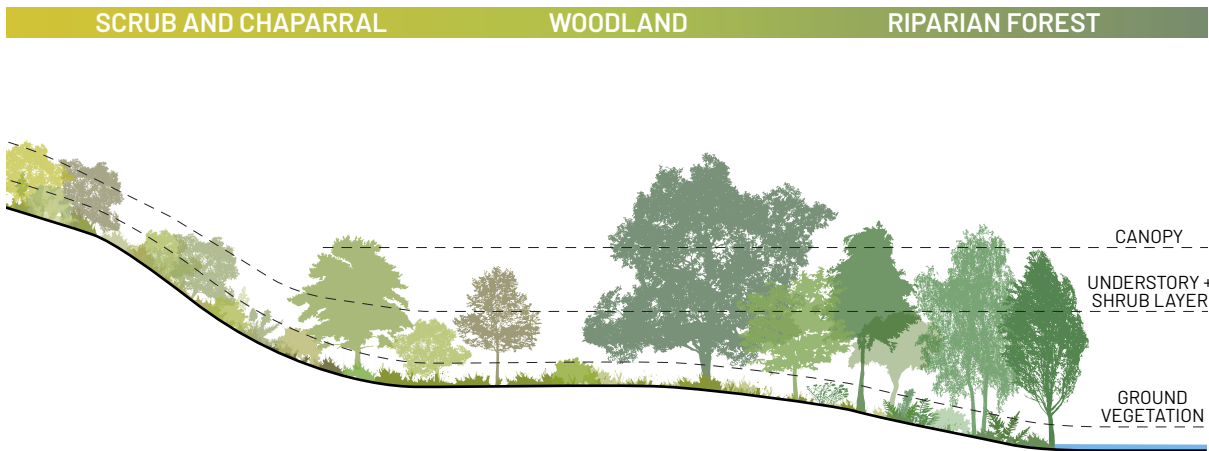 SCRUB AND CHAPARRAL
WOODLAND
RIPARIAN FOREST
CANOPY
UNDERSTORY +
SHRUB LAYER
GROUND
VEGETATION